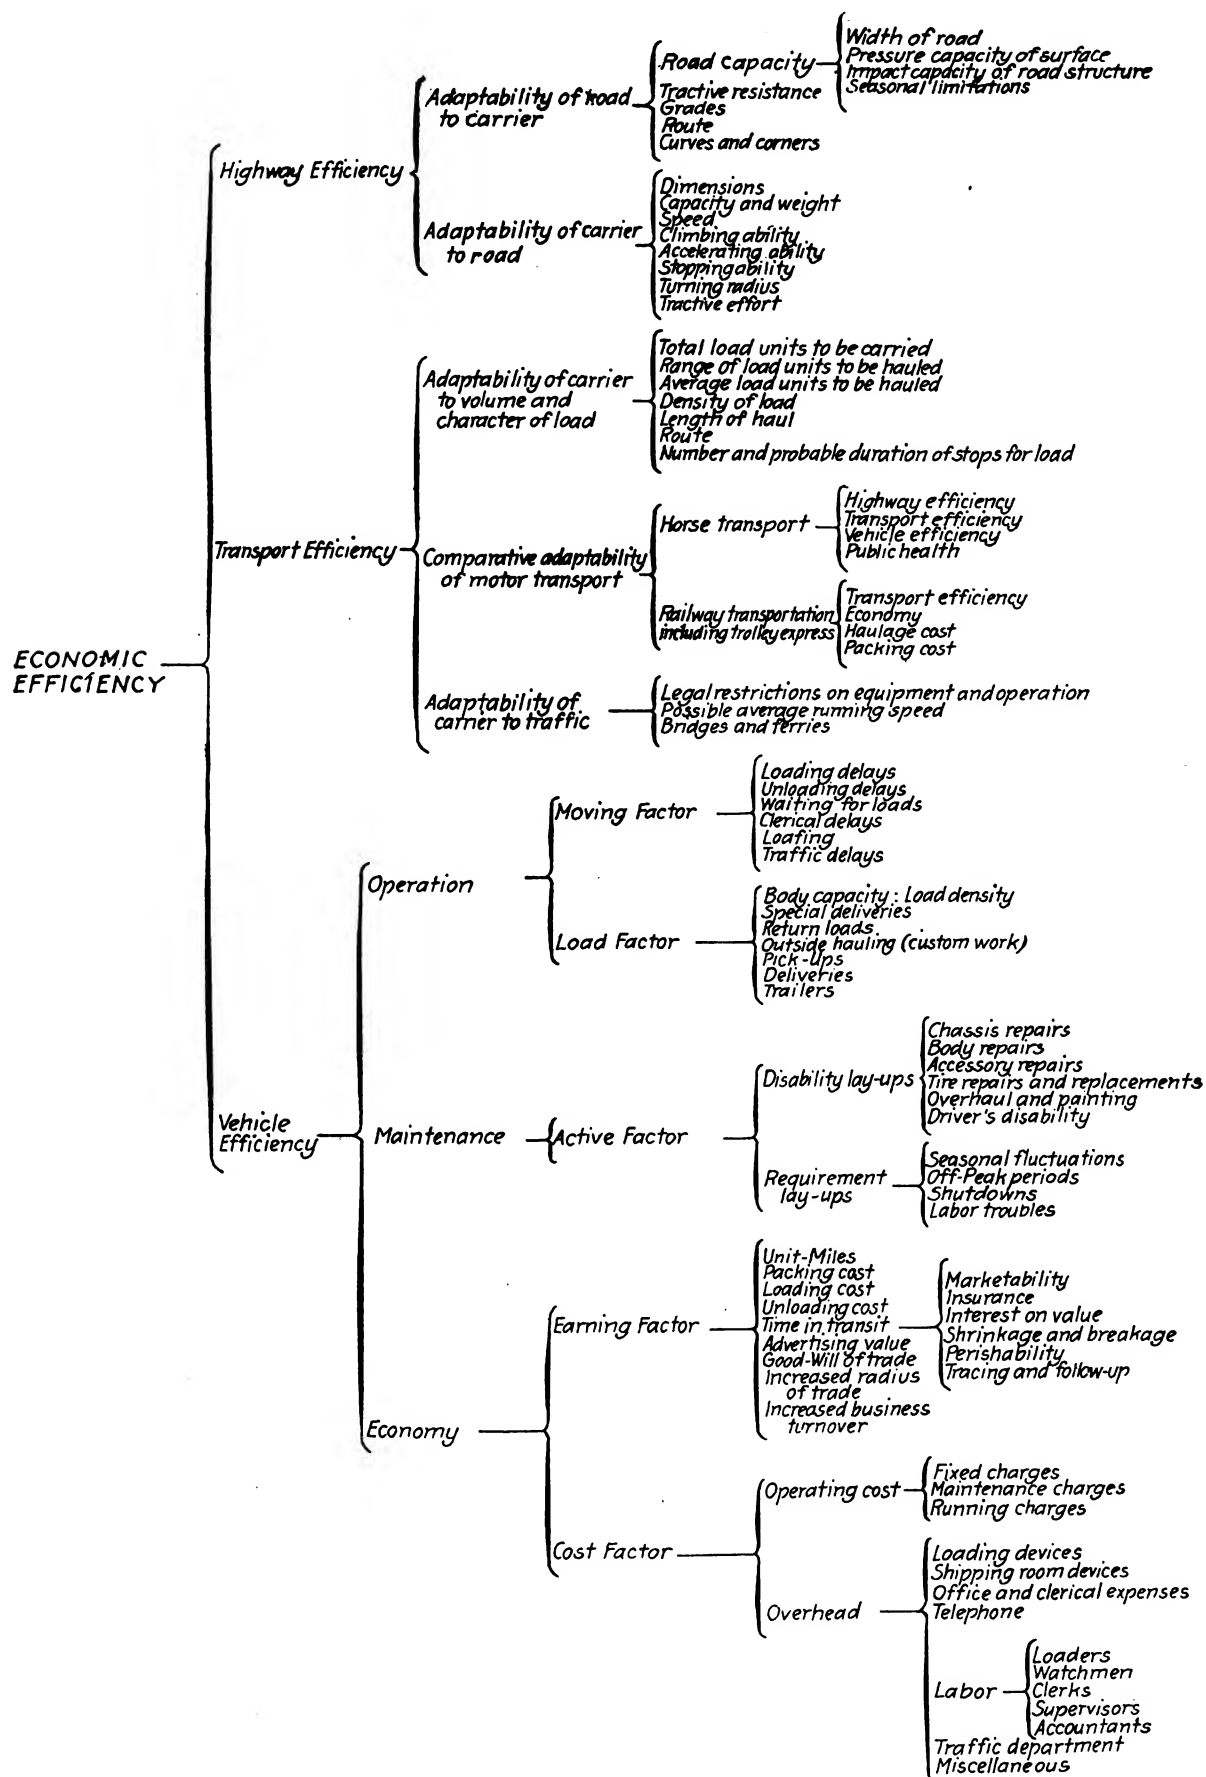 Width of road
Road capacity
Pressure capacity of surface
Impact capacity of road structure
Seasonal limitations
Adaptability of road
to carrier
Tractive resistance
Grades
Route
Curves and corners
Highway Efficiency
Adaptability of carrier
to road
Dimensions
Capacity and weight
Speed
Climbing ability
Accelerating ability
Stopping ability
Turning radius
Tractive effort
Adaptability of carrier
to volume and
character of load
Total load units to be carried
Range of load units to be hauled
Average load units to be hauled
Density of load
Length of haul
Route
Number and probable duration of stops for load
Transport Efficiency
Comparative adaptability
of motor transport
Horse transport
Highway efficiency
Transport efficiency
Vehicle efficiency
Public health
Railway transportation
including trolley express
Transport efficiency
Economy
Haulage cost
Packing cost
ECONOMIC
EFFICIENCY
Adaptability of
carrier to traffic
Legal restrictions on equipment and operation
Possible average running speed
Bridges and ferries
Operation
Moving Factor
Loading delays
Unloading delays
Waiting for loads
Clerical delays
Loafing
Traffic delays
Load Factor
Body capacity : Load density
Special deliveries
Return loads
Outside hauling (custom work)
Pick-ups
Deliveries
Trailers
Vehicle
Efficiency
Maintenance
Active Factor
Disability lay-ups
Chassis repairs
Body repairs
Accessory repairs
Tire repairs and replacements
Overhaul and painting
Driver's disability
Requirement
lay-ups
Seasonal fluctuations
Off-Peak periods
Shutdowns
Labor troubles
Economy
Earning Factor
Unit-Miles
Packing cost
Loading cost
Unloading cost
Time in transit
Advertising value
Good-Will of trade
Increased radius
of trade
Increased business
turnover
Marketability
Insurance
Interest on value
Shrinkage and breakage
Perishability
Tracing and follow-up
Cost Factor
Operating cost
Fixed charges
Maintenance charges
Running charges
Overhead
Loading devices
Shipping room devices
Office and clerical expenses
Telephone
Labor
Loaders
Watchmen
Clerks
Supervisors
Accountants
Traffic department
Miscellaneous